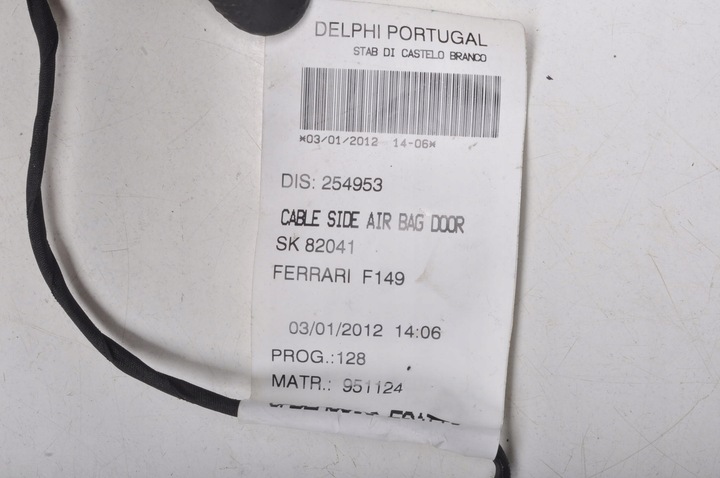 DELPHI PORTUGAL
STAB DI CASTELO BRANCO
*03/01/2012 14-06*
DIS: 254953
CABLE SIDE AIR BAG DOOR
SK 82041
FERRARI F149
03/01/2012 14:06
PROG.:128
MATR.: 951124